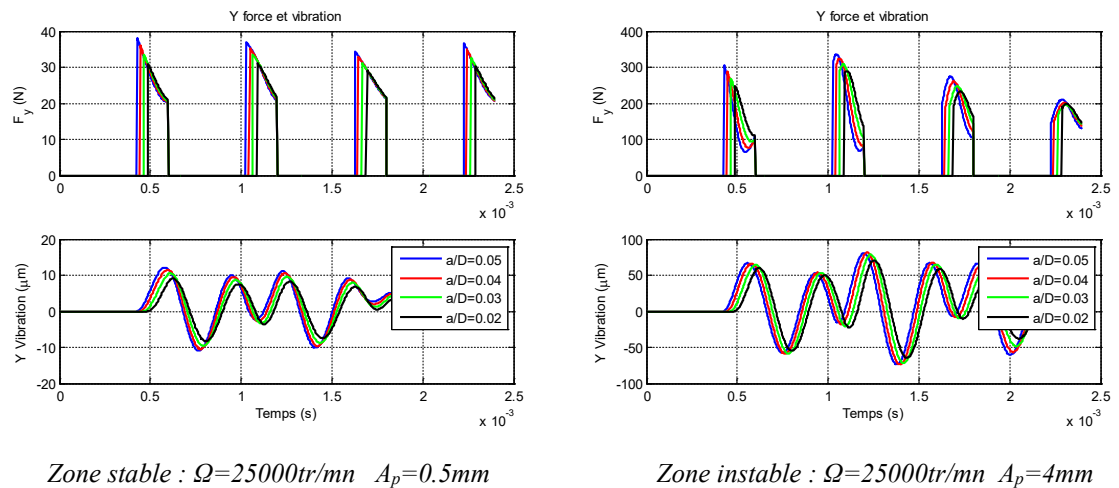 Y force et vibration
40
30
20
10
0
F_y (N)
0 0.5 1 1.5 2 2.5
x 10^-3
20
10
0
-10
-20
Y Vibration (μm)
a/D=0.05
a/D=0.04
a/D=0.03
a/D=0.02
0 0.5 1 1.5 2 2.5
Temps (s)
x 10^-3
Zone stable : Ω=25000tr/mn A_p=0.5mm
Y force et vibration
400
300
200
100
0
F_y (N)
0 0.5 1 1.5 2 2.5
x 10^-3
100
50
0
-50
-100
Y Vibration (μm)
a/D=0.05
a/D=0.04
a/D=0.03
a/D=0.02
0 0.5 1 1.5 2 2.5
Temps (s)
x 10^-3
Zone instable : Ω=25000tr/mn A_p=4mm